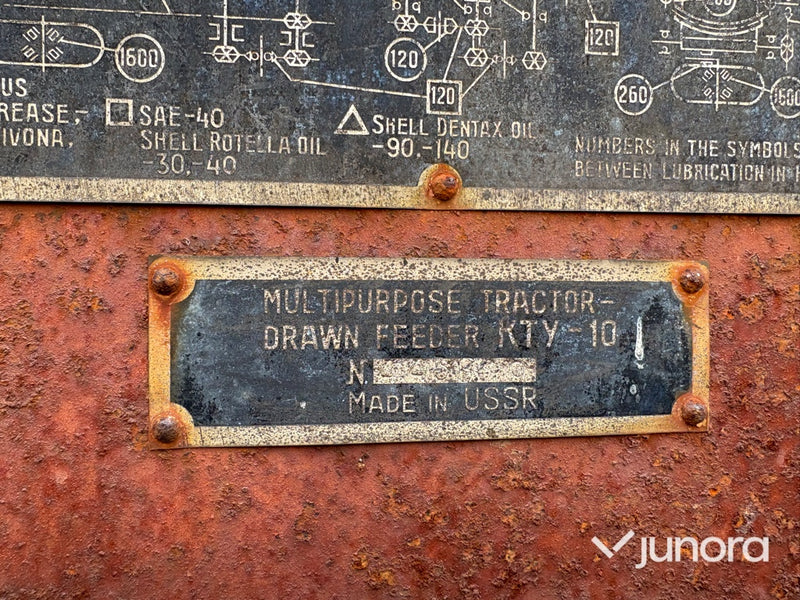 1600
120
120
120
260
1600
US
REASE,-
IVONA,
SAE-40
SHELL ROTELLA OIL
-30,-40
SHELL DENTAX OIL
-90,-140
NUMBERS IN THE SYMBOLS
BETWEEN LUBRICATION IN
MULTIPURPOSE TRACTOR-
DRAWN FEEDER KTY-10
N.
MADE IN USSR
junora